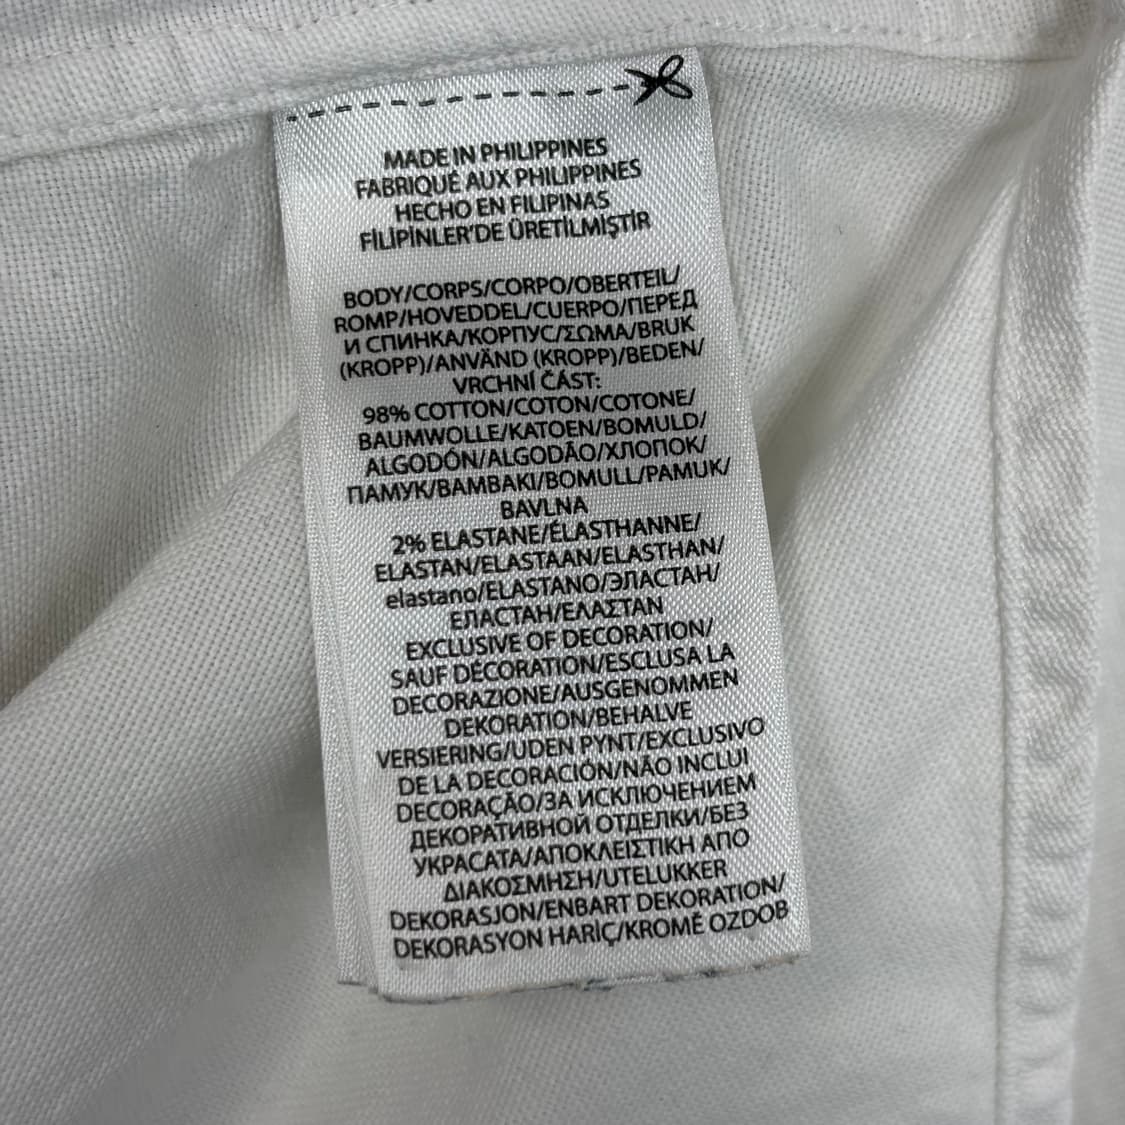 MADE IN PHILIPPINES
FABRIQUÉ AUX PHILIPPINES
HECHO EN FILIPINAS
FİLİPİNLER'DE ÜRETİLMİŞTİR
BODY/CORPS/CORPO/OBERTEIL/
ROMP/HOVEDDEL/CUERPO/ПЕРЕД
И СПИНКА/КОРПУС/ΣΩΜΑ/BRUK
(KROPP)/ANVÄND (KROPP)/BEDEN/
VRCHNÍ ČÁST:
98% COTTON/COTON/COTONE/
BAUMWOLLE/KATOEN/BOMULD/
ALGODÓN/ALGODÃO/ХЛОПОК/
ПАМУК/ΒΑΜΒΑΚΙ/BOMULL/PAMUK/
BAVLNA
2% ELASTANE/ÉLASTHANNE/
ELASTAN/ELASTAAN/ELASTHAN/
elastano/ELASTANO/ЭЛАСТАН/
ЕЛАСТАН/ΕΛΑΣΤΑΝ
EXCLUSIVE OF DECORATION/
SAUF DÉCORATION/ESCLUSA LA
DECORAZIONE/AUSGENOMMEN
DEKORATION/BEHALVE
VERSIERING/UDEN PYNT/EXCLUSIVO
DE LA DECORACIÓN/NÃO INCLUI
DECORAÇÃO/ЗА ИСКЛЮЧЕНИЕМ
ДЕКОРАТИВНОЙ ОТДЕЛКИ/БЕЗ
УКРАСАТА/ΑΠΟΚΛΕΙΣΤΙΚΗ ΑΠΟ
ΔΙΑΚΟΣΜΗΣΗ/UTELUKKER
DEKORASJON/ENBART DEKORATION/
DEKORASYON HARİÇ/KROMĚ OZDOB